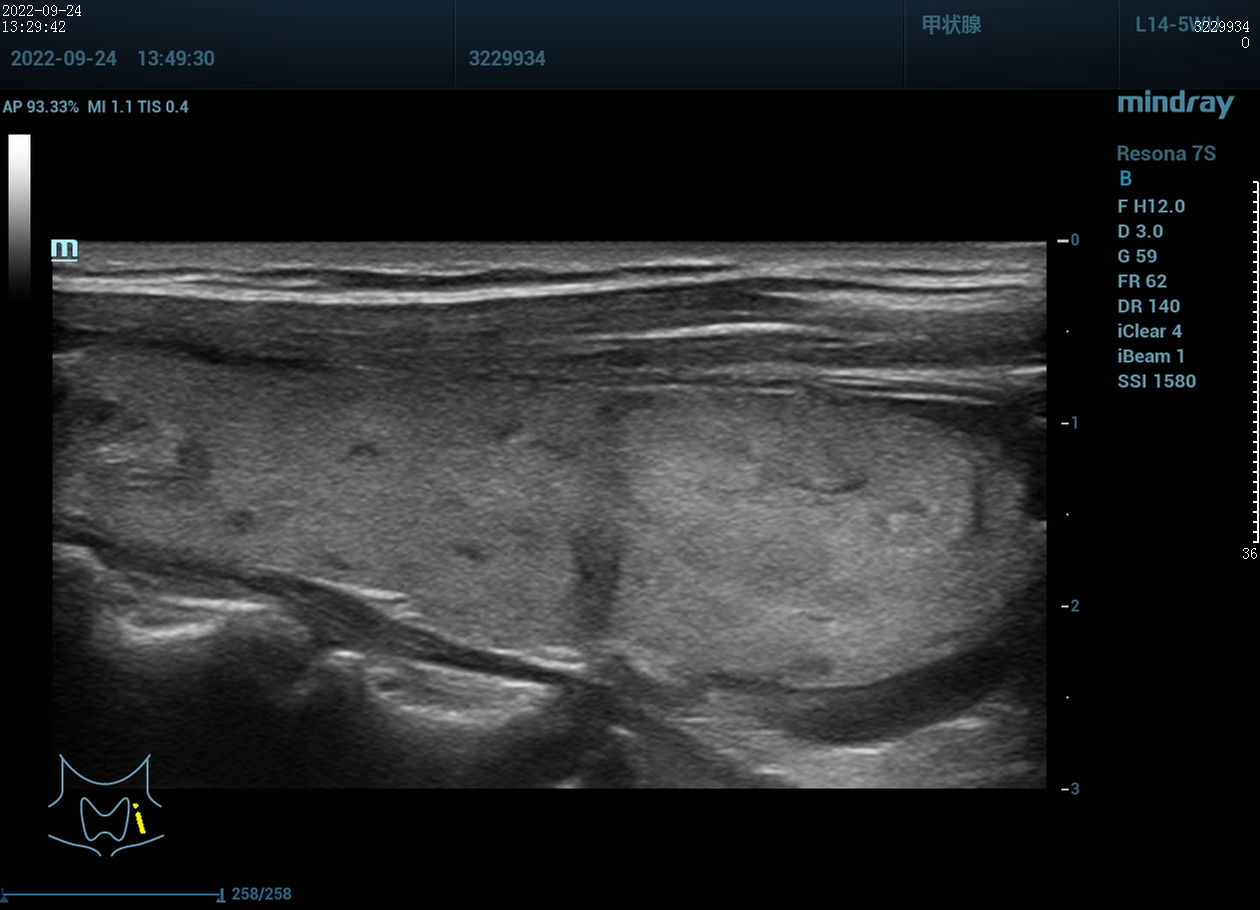 2022-09-24
13:29:42
甲状腺
L14-5WU
3229934
0
2022-09-24 13:49:30
3229934
AP 93.33% MI 1.1 TIS 0.4
mindray
Resona 7S
B
F H12.0
D 3.0
G 59
FR 62
DR 140
iClear 4
iBeam 1
SSI 1580
m
0
1
2
3
36
258/258